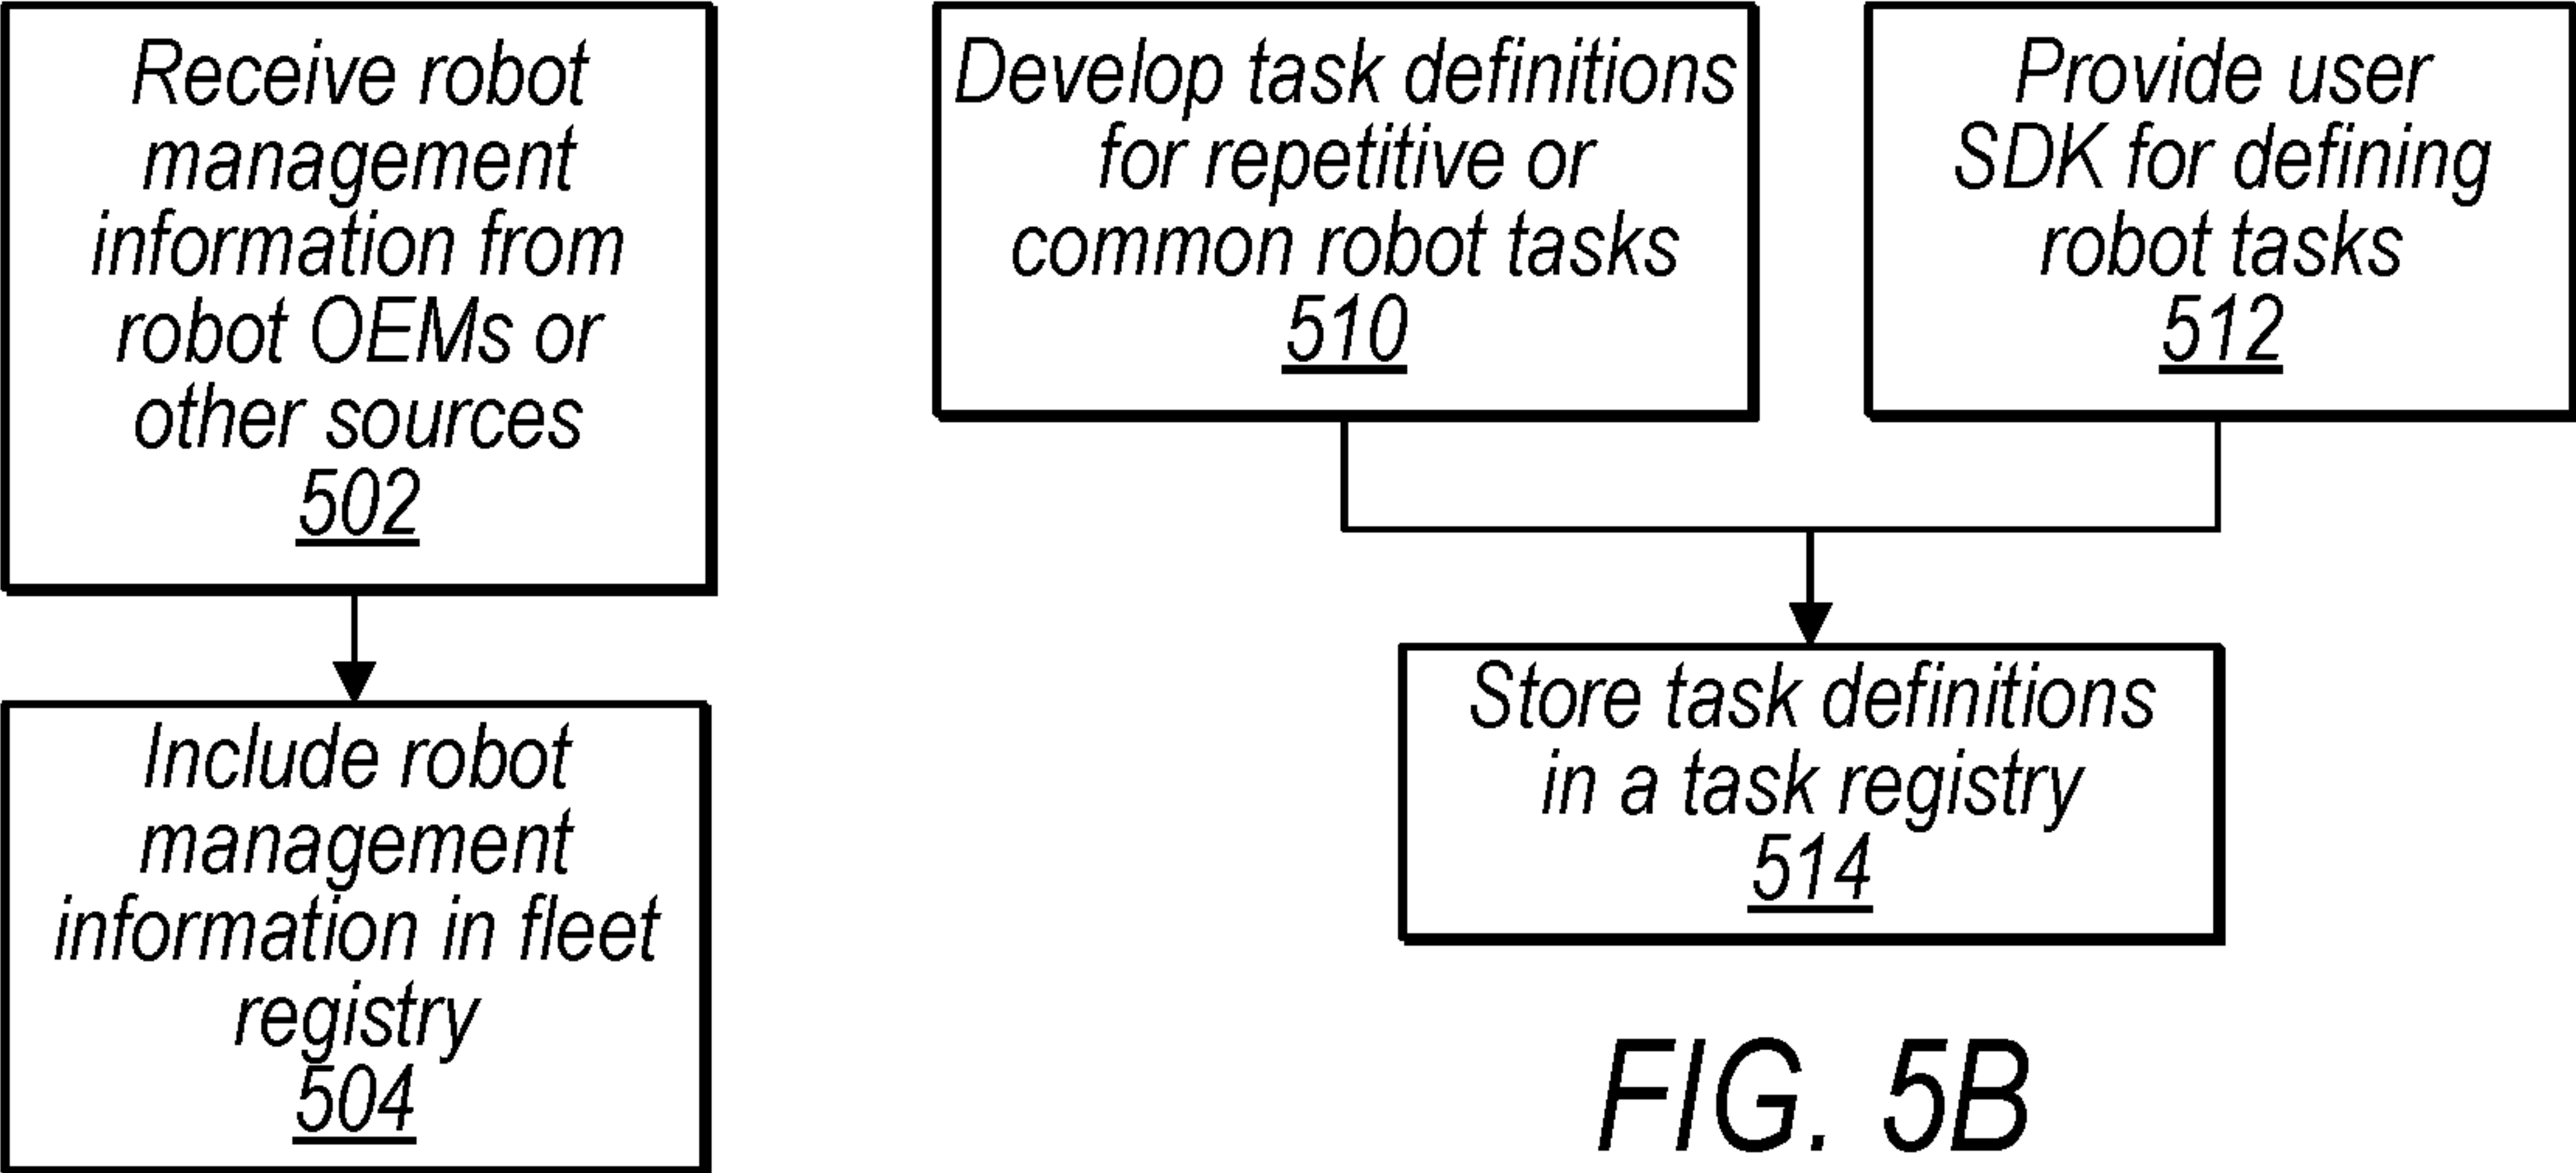 Receive robot
management
information from
robot OEMs or
other sources
502
Include robot
management
information in fleet
registry
504
Develop task definitions
for repetitive or
common robot tasks
510
Provide user
SDK for defining
robot tasks
512
Store task definitions
in a task registry
514
FIG. 5B